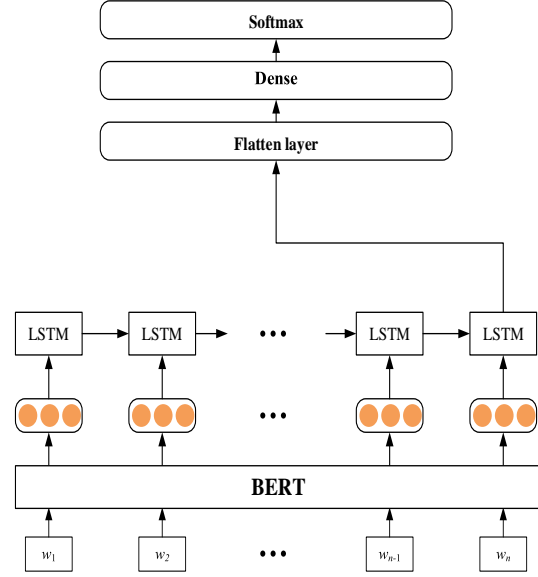 Softmax
Dense
Flatten layer
LSTM LSTM ... LSTM LSTM
...
BERT
w1 w2 ... wn-1 wn